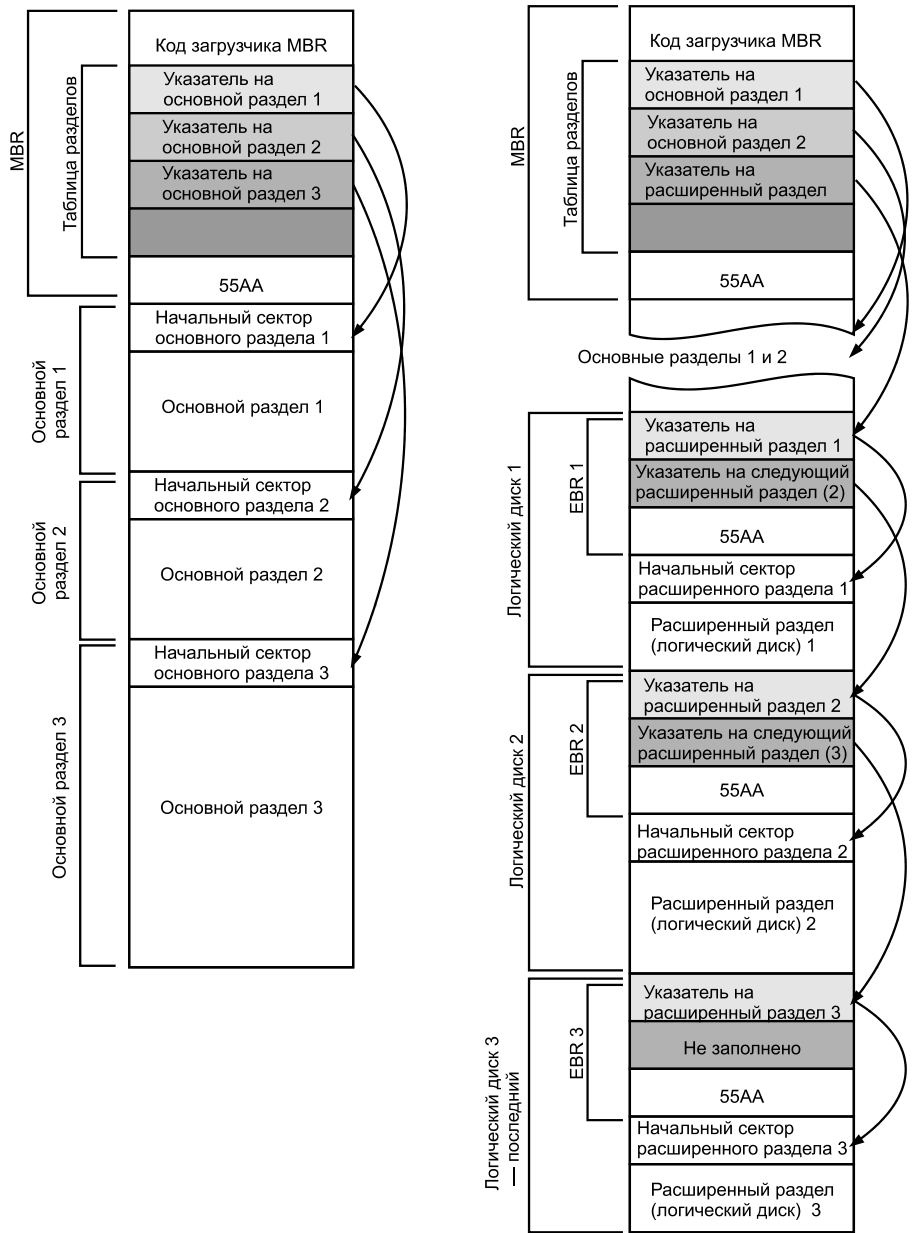 MBR
Таблица разделов
Код загрузчика MBR
Указатель на
основной раздел 1
Указатель на
основной раздел 2
Указатель на
основной раздел 3
55AA
Основной
раздел 1
Начальный сектор
основного раздела 1
Основной раздел 1
Основной
раздел 2
Начальный сектор
основного раздела 2
Основной раздел 2
Основной раздел 3
Начальный сектор
основного раздела 3
Основной раздел 3
MBR
Таблица разделов
Код загрузчика MBR
Указатель на
основной раздел 1
Указатель на
основной раздел 2
Указатель на
расширенный раздел
55AA
Основные разделы 1 и 2
Логический диск 1
EBR 1
Указатель на
расширенный раздел 1
Указатель на следующий
расширенный раздел (2)
55AA
Начальный сектор
расширенного раздела 1
Расширенный раздел
(логический диск) 1
Логический диск 2
EBR 2
Указатель на
расширенный раздел 2
Указатель на следующий
расширенный раздел (3)
55AA
Начальный сектор
расширенного раздела 2
Расширенный раздел
(логический диск) 2
Логический диск 3
— последний
EBR 3
Указатель на
расширенный раздел 3
Не заполнено
55AA
Начальный сектор
расширенного раздела 3
Расширенный раздел
(логический диск) 3